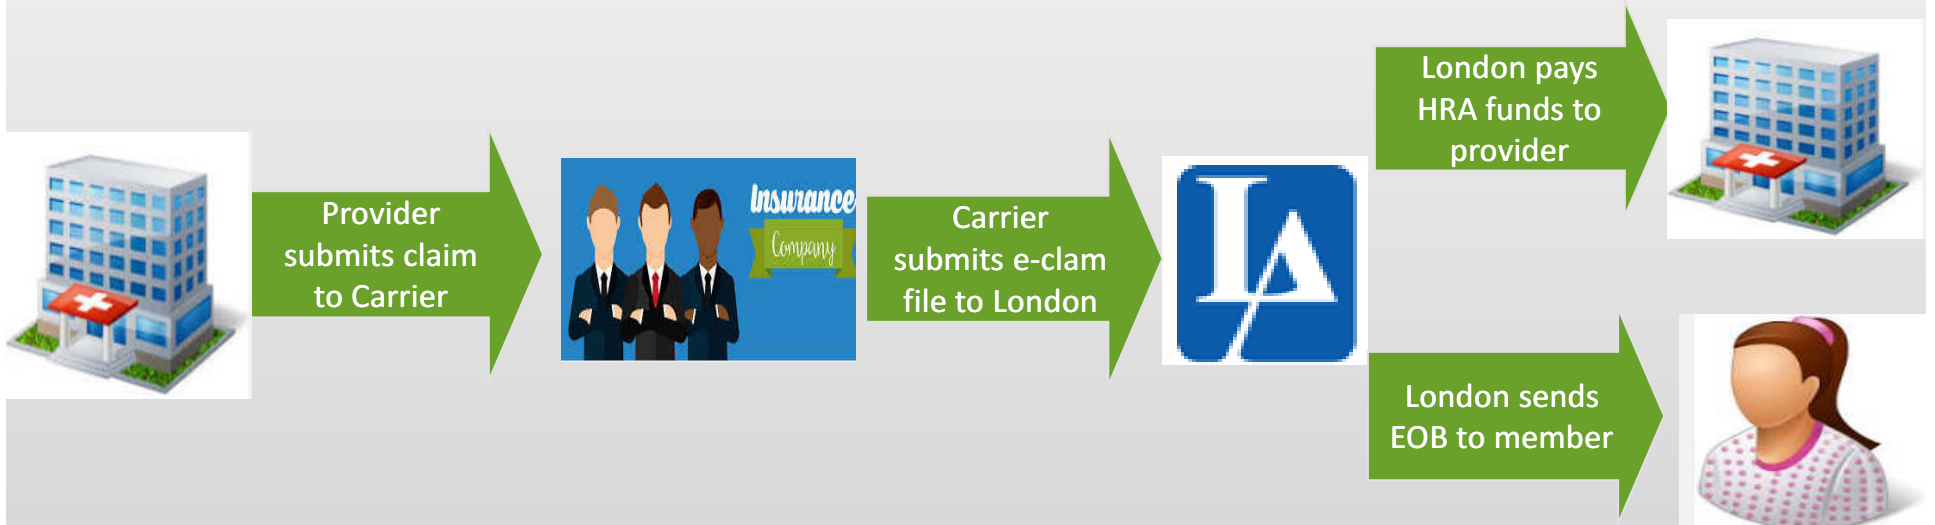 Provider
submits claim
to Carrier
Insurance
Company
Carrier
submits e-clam
file to London
LA
London pays
HRA funds to
provider
London sends
EOB to member